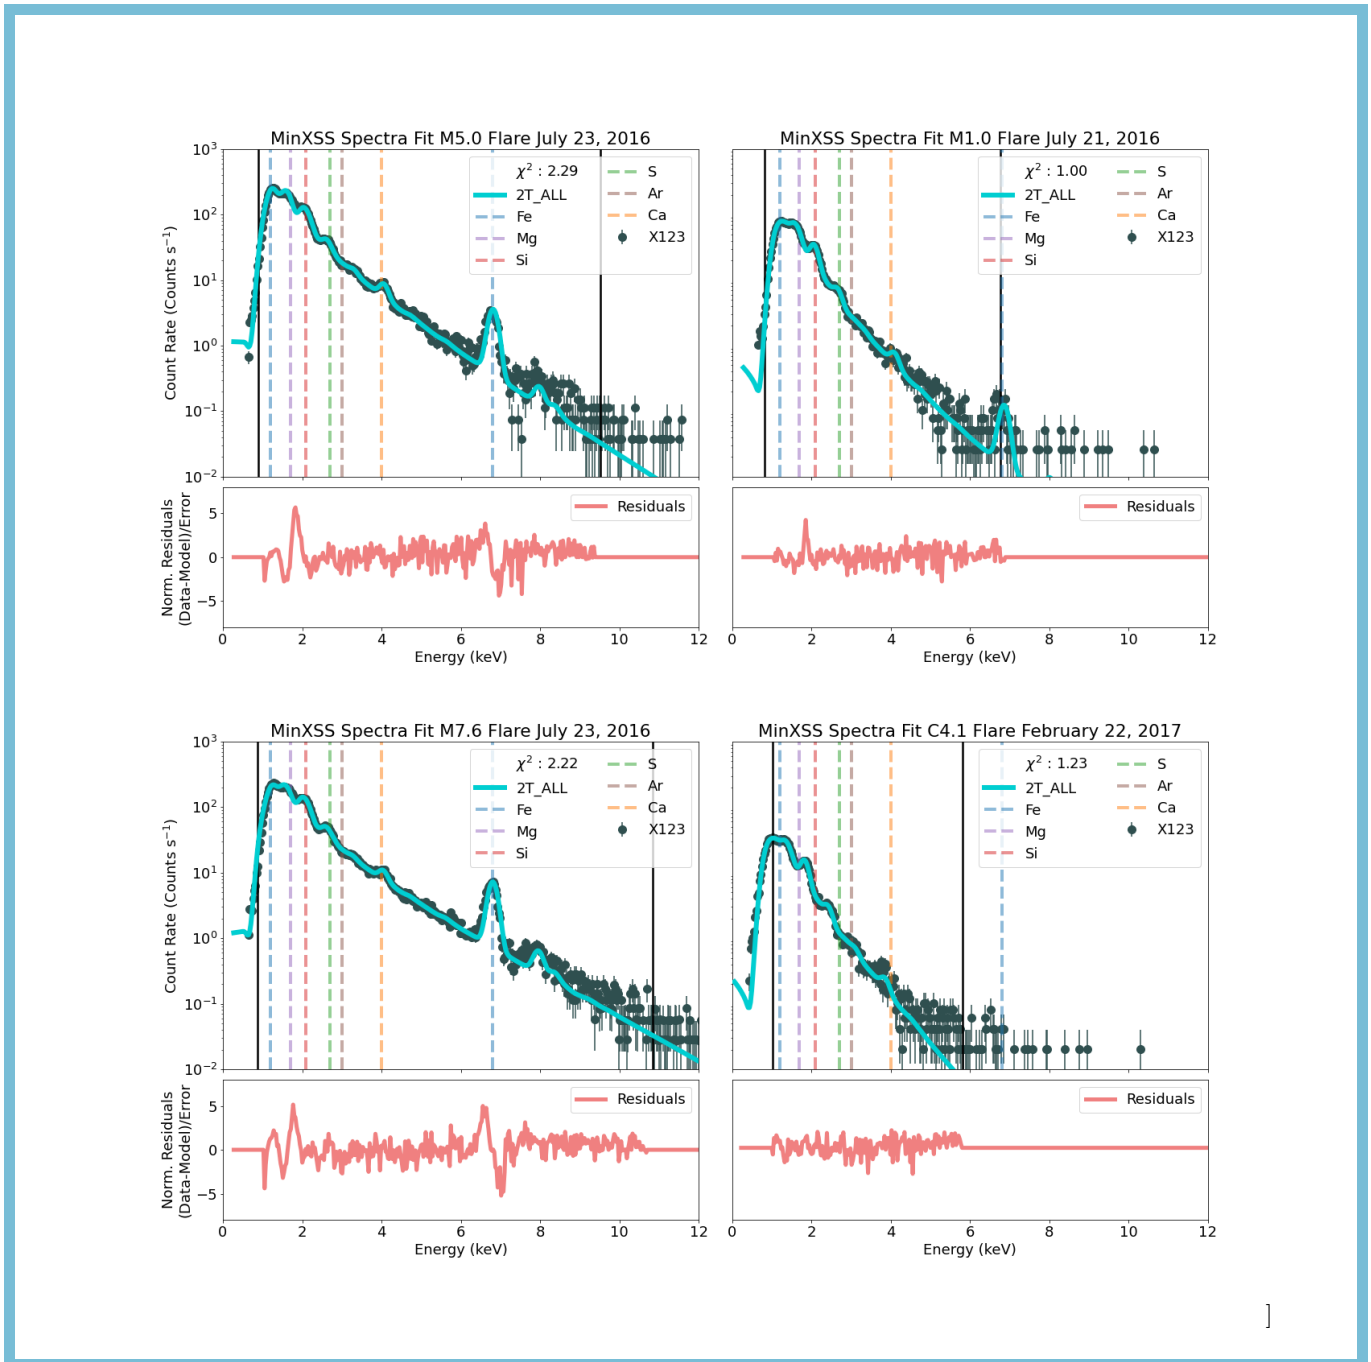 MinXSS Spectra Fit M5.0 Flare July 23, 2016
10³
10²
10¹
10⁰
10⁻¹
10⁻²
Count Rate (Counts s⁻¹)
χ² : 2.29
2T_ALL
Fe
Mg
Si
S
Ar
Ca
X123
5
0
−5
Norm. Residuals
(Data-Model)/Error
Residuals
0 2 4 6 8 10 12
Energy (keV)
MinXSS Spectra Fit M1.0 Flare July 21, 2016
χ² : 1.00
2T_ALL
Fe
Mg
Si
S
Ar
Ca
X123
Residuals
0 2 4 6 8 10 12
Energy (keV)
MinXSS Spectra Fit M7.6 Flare July 23, 2016
10³
10²
10¹
10⁰
10⁻¹
10⁻²
Count Rate (Counts s⁻¹)
χ² : 2.22
2T_ALL
Fe
Mg
Si
S
Ar
Ca
X123
5
0
−5
Norm. Residuals
(Data-Model)/Error
Residuals
0 2 4 6 8 10 12
Energy (keV)
MinXSS Spectra Fit C4.1 Flare February 22, 2017
χ² : 1.23
2T_ALL
Fe
Mg
Si
S
Ar
Ca
X123
Residuals
0 2 4 6 8 10 12
Energy (keV)
]